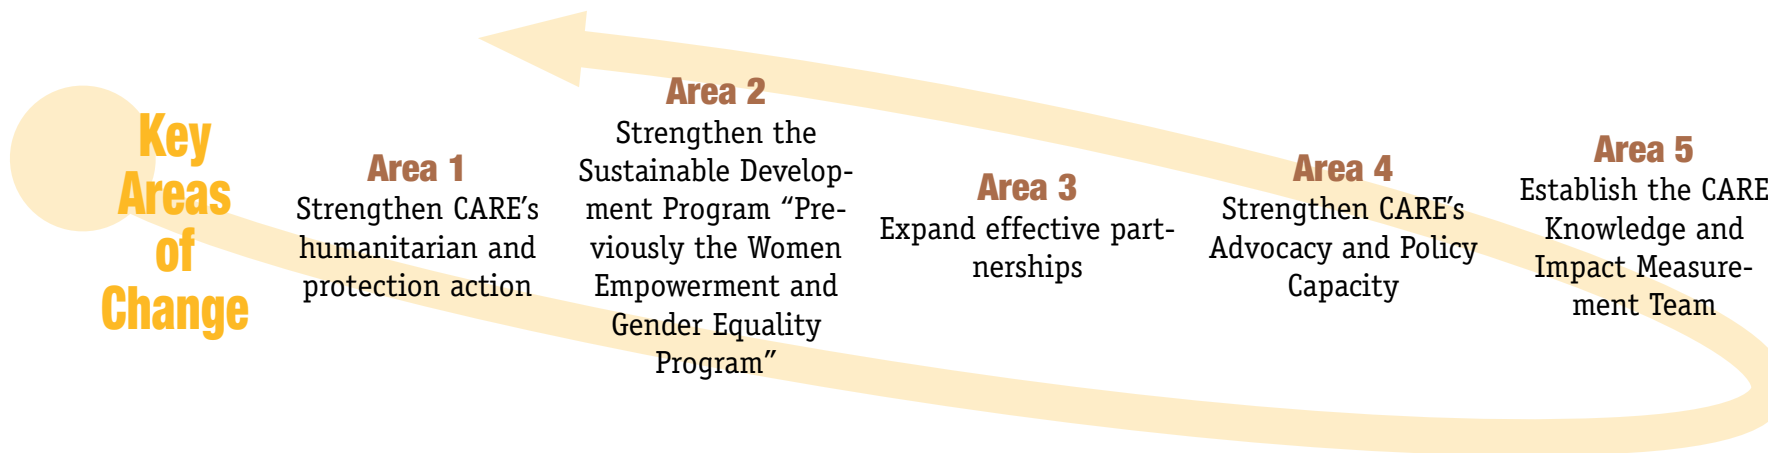 Key
Areas
of
Change
Area 1
Strengthen CARE’s
humanitarian and
protection action
Area 2
Strengthen the
Sustainable Develop-
ment Program “Pre-
viously the Women
Empowerment and
Gender Equality
Program”
Area 3
Expand effective part-
nerships
Area 4
Strengthen CARE’s
Advocacy and Policy
Capacity
Area 5
Establish the CARE
Knowledge and
Impact Measure-
ment Team